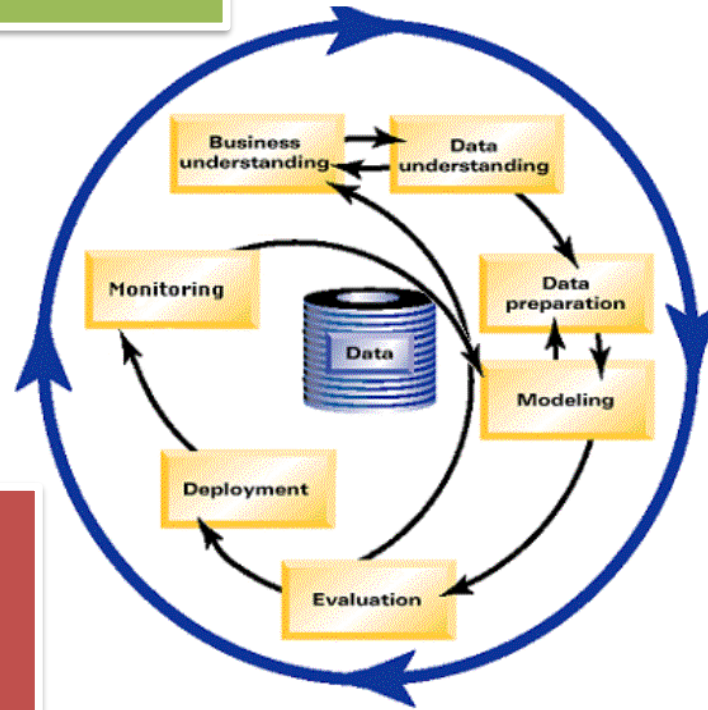 Business
understanding
Data
understanding
Data
preparation
Monitoring
Data
Modeling
Deployment
Evaluation